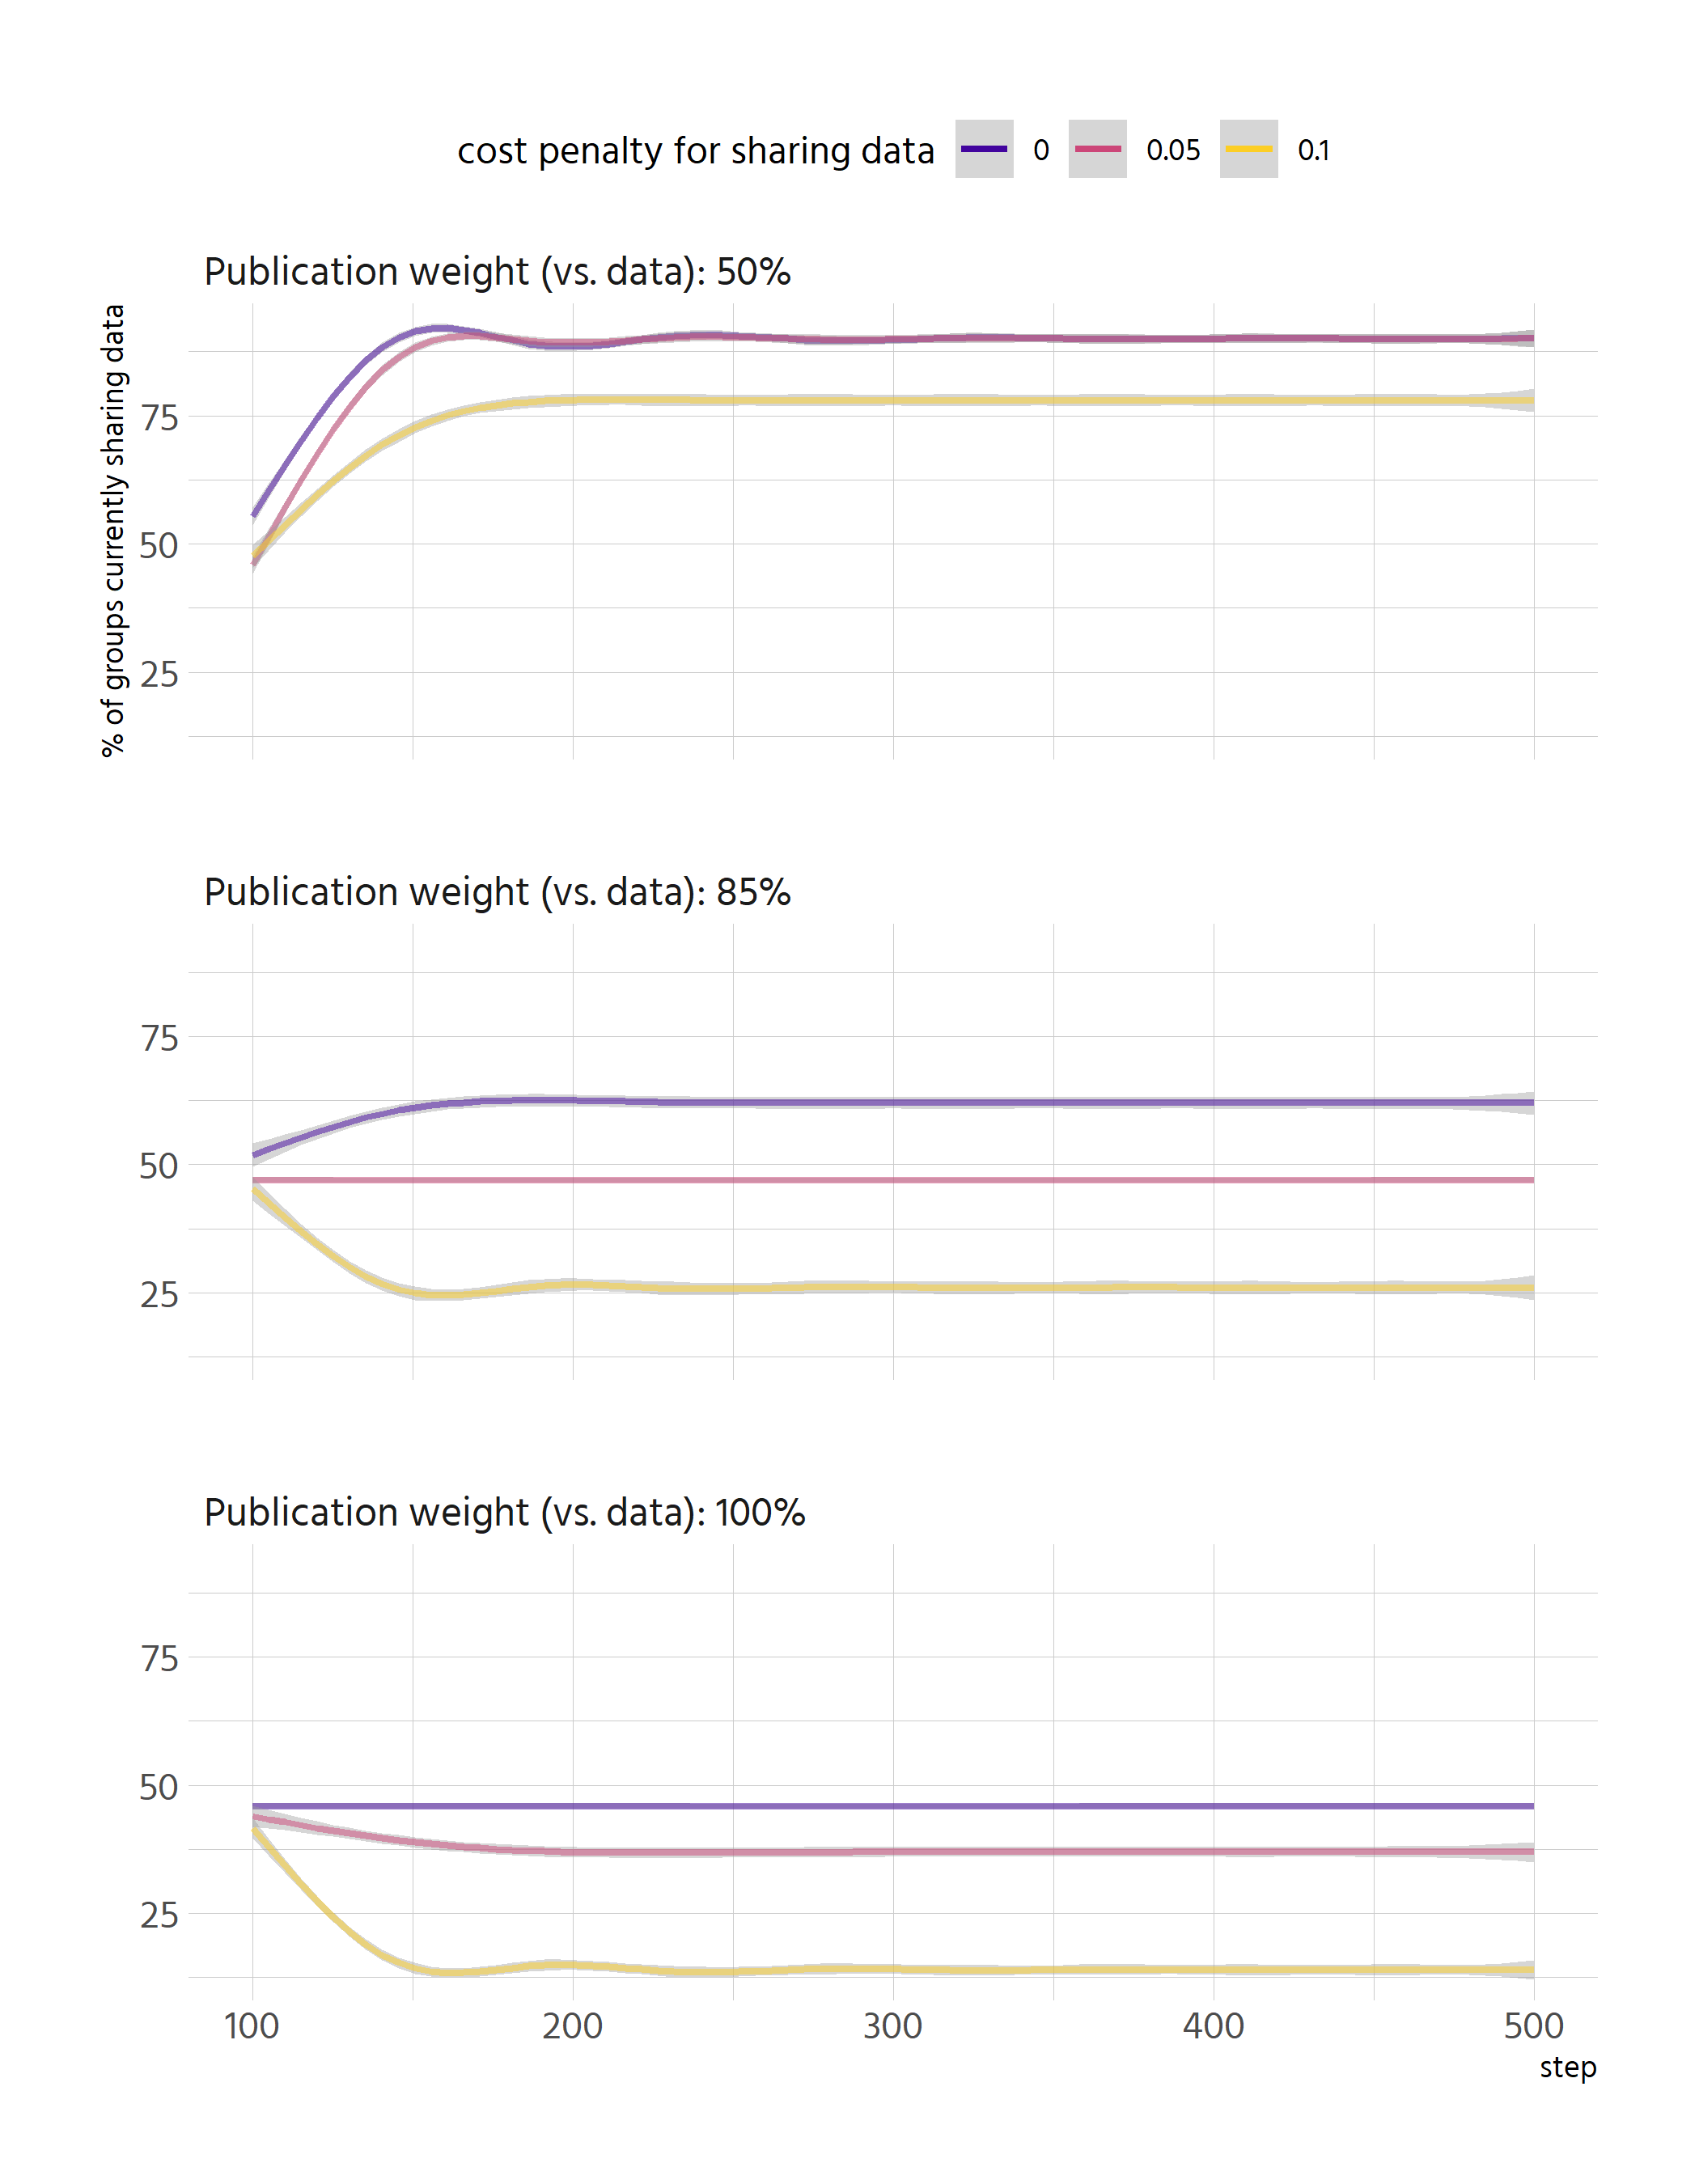 cost penalty for sharing data 0 0.05 0.1
Publication weight (vs. data): 50%
% of groups currently sharing data
75
50
25
Publication weight (vs. data): 85%
75
50
25
Publication weight (vs. data): 100%
75
50
25
100 200 300 400 500
step